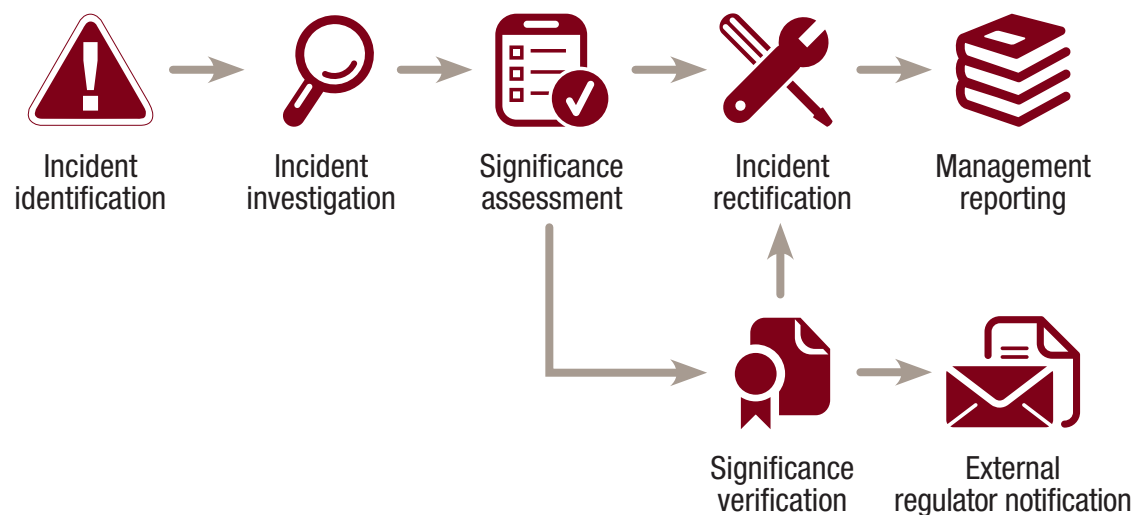 Incident
identification
Incident
investigation
Significance
assessment
Incident
rectification
Management
reporting
Significance
verification
External
regulator notification